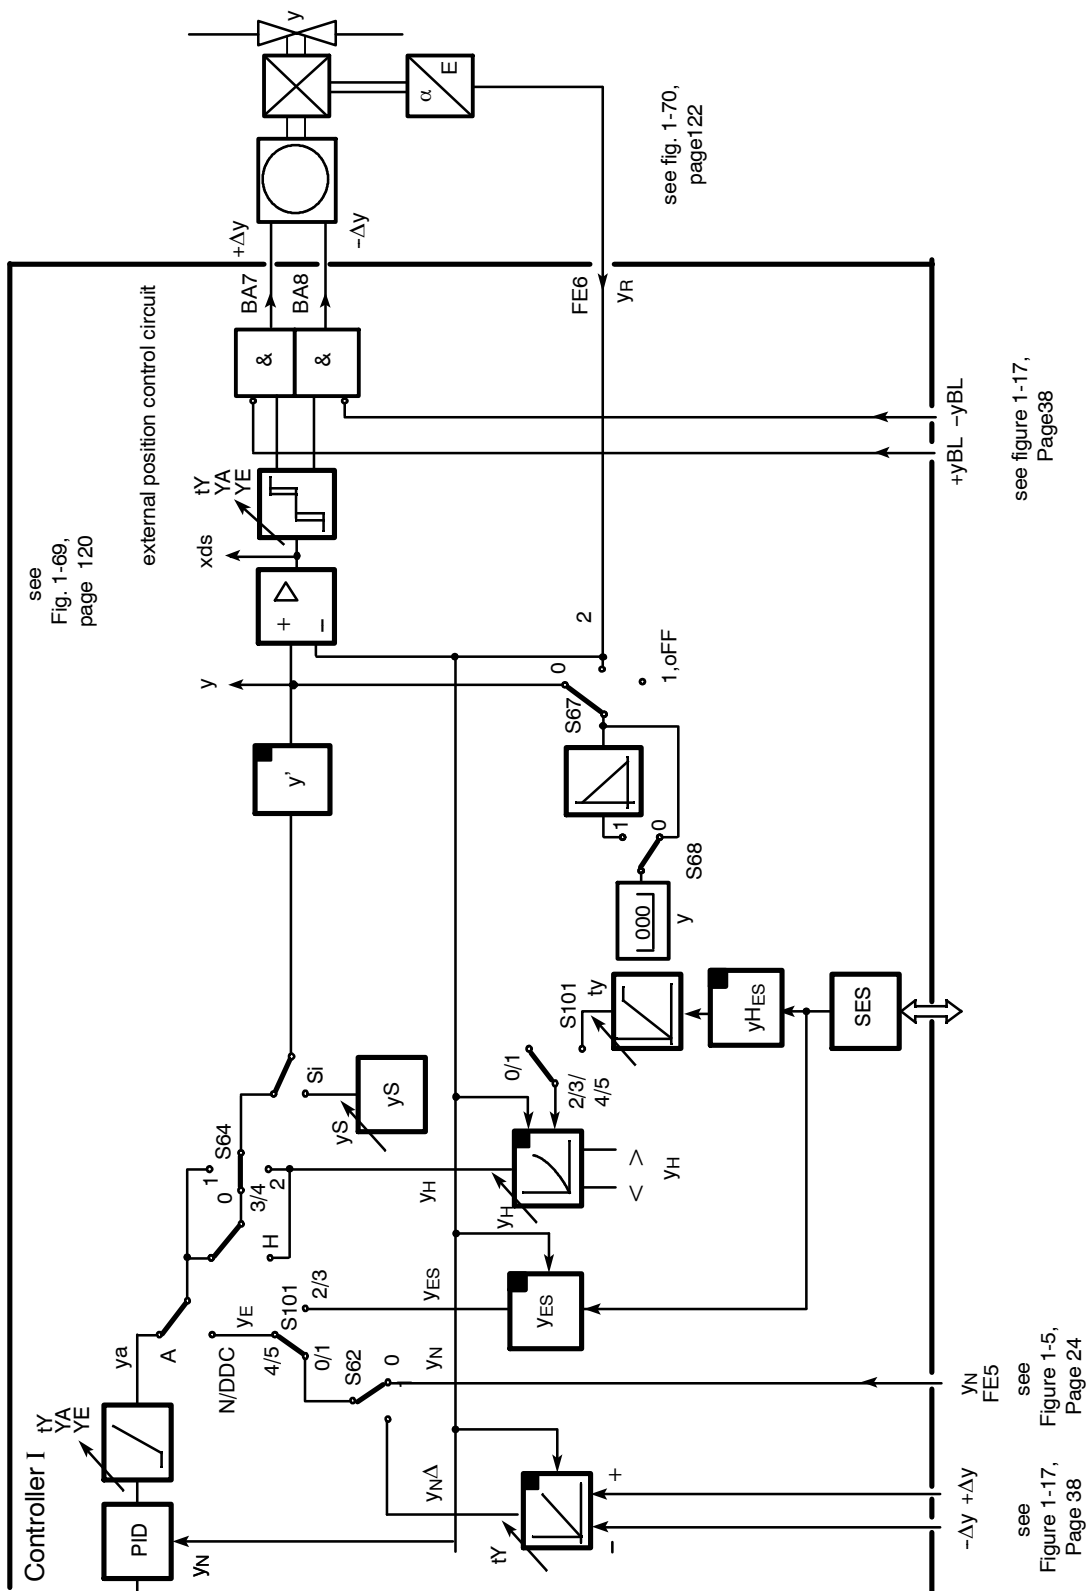 Controller I
PID
tY
YA
YE
ya
A
N/DDC
yE
S101
4/5
0/1
2/3
S62
1
0
yN
yNΔ
yN
tY
+
-
yES
yES
H
S64
1
0
3/4
2
yH
yH
< >
yH
Si
yS
yS
0/1
2/3/
4/5
S101
ty
yHES
SES
y'
y
S67
0
2
1,oFF
1
0
S68
000
y
+
−
xds
tY
YA
YE
see
Fig. 1-69,
page 120
external position control circuit
&
&
BA7
BA8
+Δy
−Δy
y
α
E
FE6
yR
see fig. 1-70,
page122
+yBL −yBL
see figure 1-17,
Page38
yN
FE5
see
Figure 1-5,
Page 24
−Δy +Δy
see
Figure 1-17,
Page 38